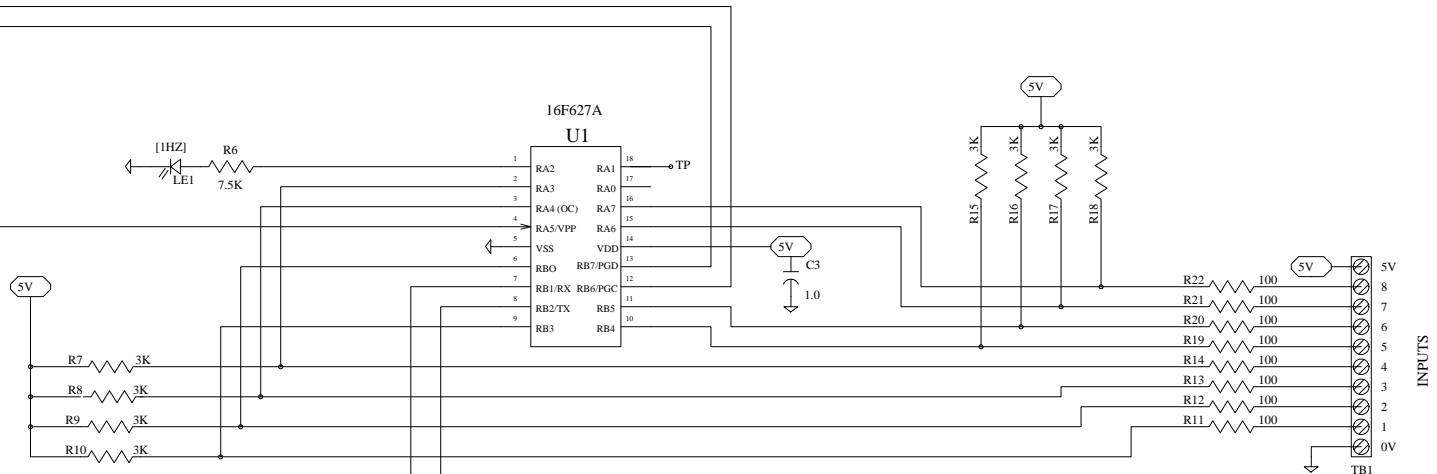 5V
16F627A
U1
[1HZ]
R6
LE1
7.5K
1 RA2
2 RA3
3 RA4 (OC)
4 RA5/VPP
5 VSS
6 RBO
7 RB1/RX
8 RB2/TX
9 RB3
18 RA1 TP
17 RA0
16 RA7
15 RA6
14 VDD
13 RB7/PGD
12 RB6/PGC
11 RB5
10 RB4
5V
C3
1.0
3K
3K
3K
3K
R15
R16
R17
R18
5V
5V
R22 100 8
R21 100 7
R20 100 6
R19 100 5
R14 100 4
R13 100 3
R12 100 2
R11 100 1
0V
TB1
INPUTS
5V
R7 3K
R8 3K
R9 3K
R10 3K